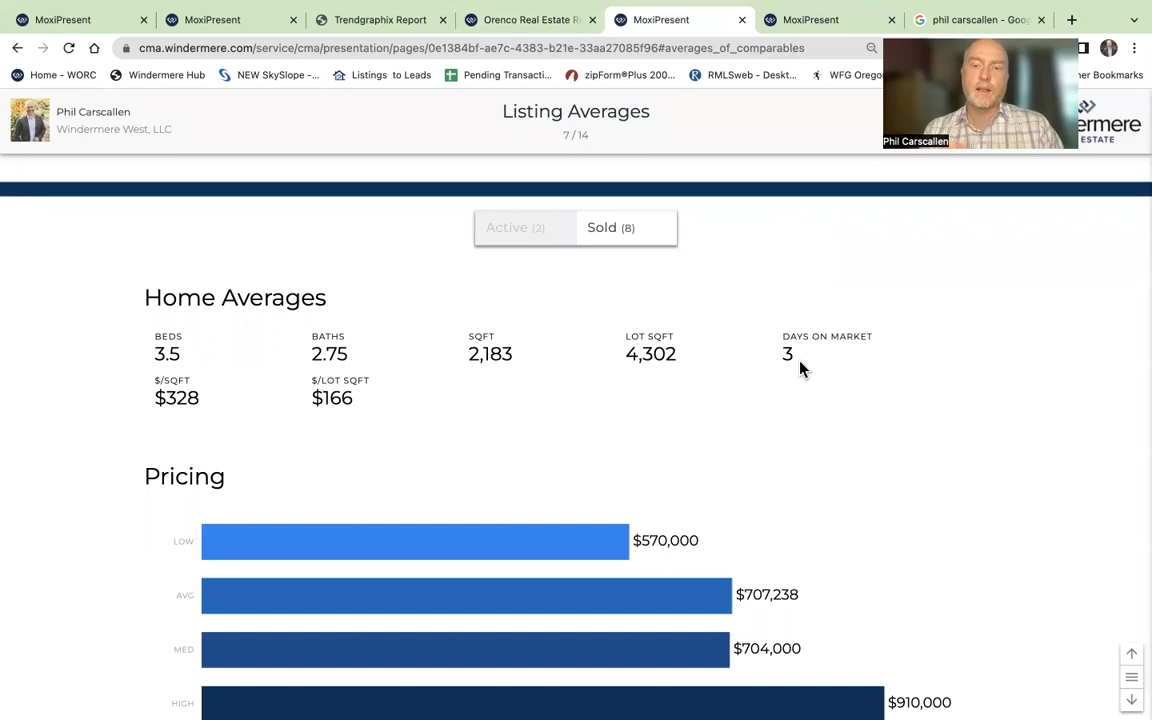 MoxiPresent
MoxiPresent
Trendgraphix Report
Orenco Real Estate R
MoxiPresent
MoxiPresent
phil carscallen - Goog
cma.windermere.com/service/cma/presentation/pages/0e1384bf-ae7c-4383-b21e-33aa27085f96#averages_of_comparables
Home - WORC
Windermere Hub
NEW SkySlope -...
Listings to Leads
Pending Transacti...
zipForm®Plus 200...
RMLSweb - Deskt...
WFG Orego
er Bookmarks
Phil Carscallen
Windermere West, LLC
Listing Averages
7 / 14
Phil Carscallen
ermere
ESTATE
Active (2)
Sold (8)
Home Averages
BEDS BATHS SQFT LOT SQFT DAYS ON MARKET
3.5 2.75 2,183 4,302 3
$/SQFT $/LOT SQFT
$328 $166
Pricing
LOW $570,000
AVG $707,238
MED $704,000
HIGH $910,000